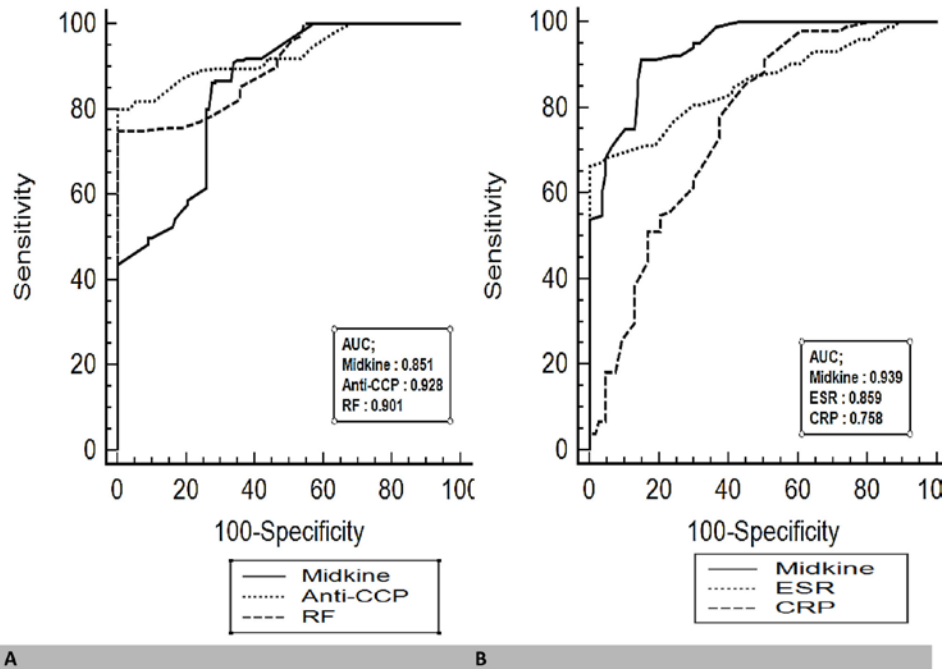 100
80
60
40
20
0
Sensitivity
AUC;
Midkine : 0.851
Anti-CCP : 0.928
RF : 0.901
0 20 40 60 80 100
100-Specificity
Midkine
Anti-CCP
RF
A
100
80
60
40
20
0
Sensitivity
AUC;
Midkine : 0.939
ESR : 0.859
CRP : 0.758
0 20 40 60 80 100
100-Specificity
Midkine
ESR
CRP
B